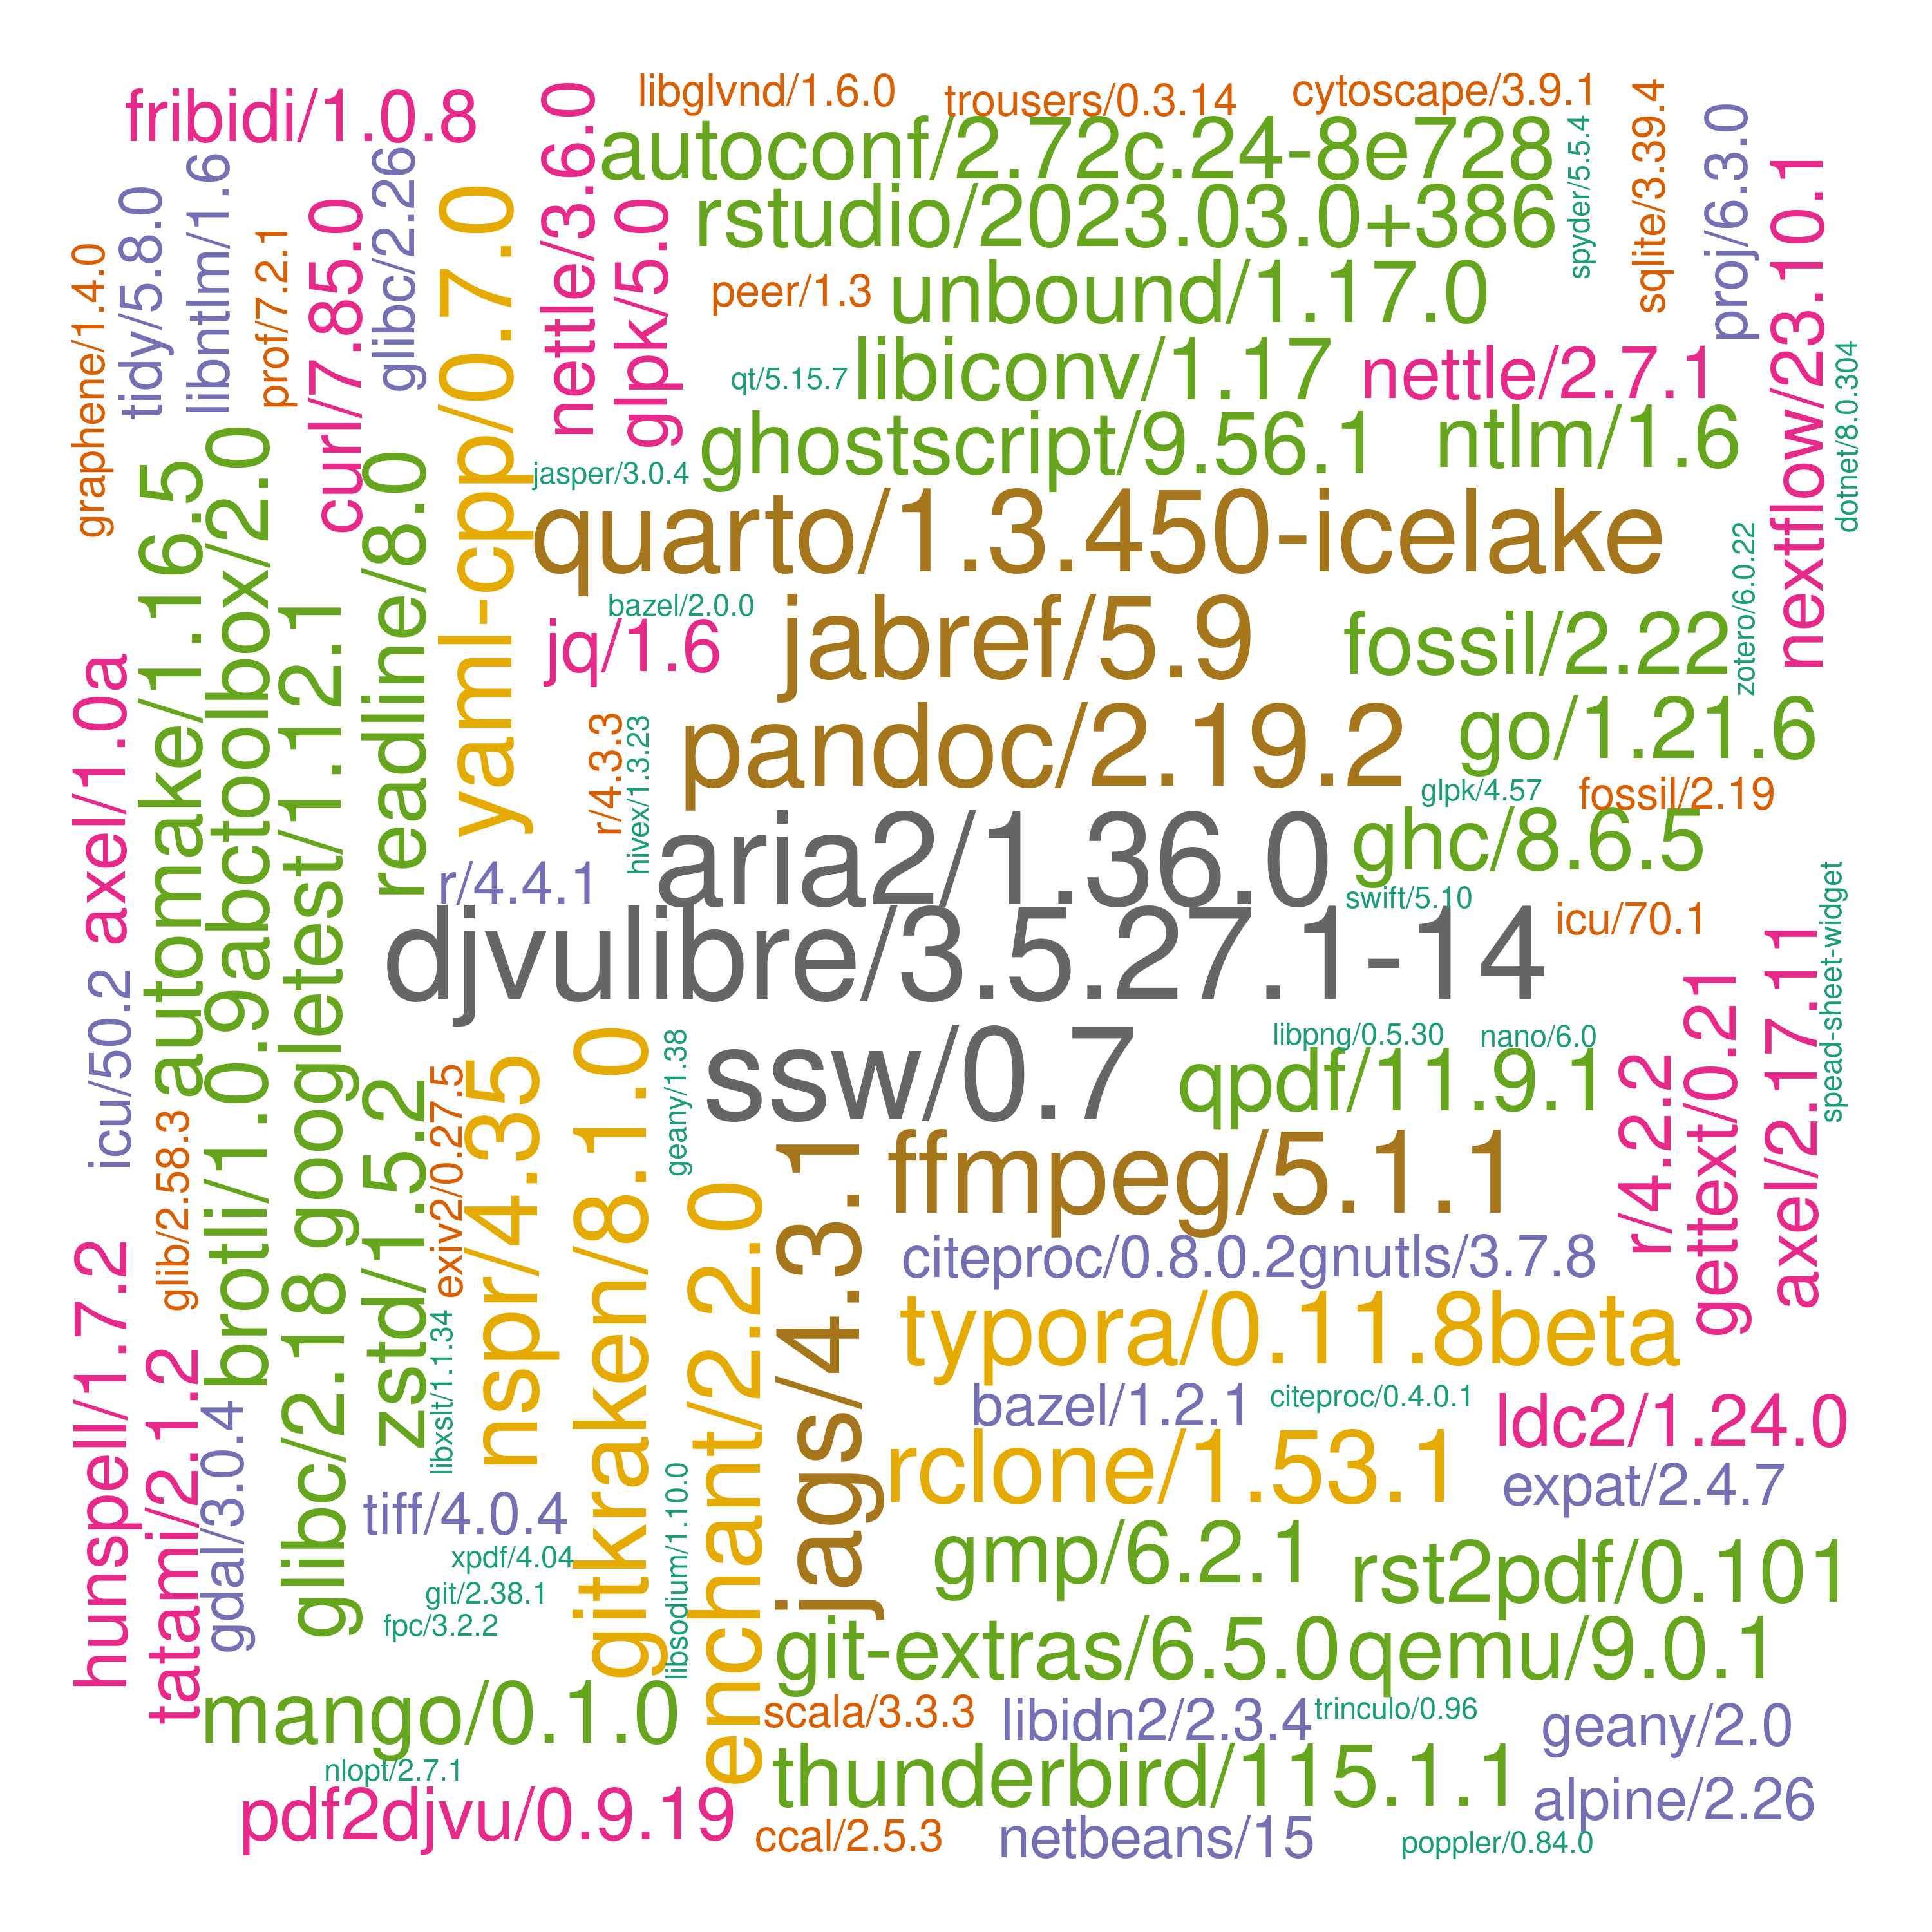 libglvnd/1.6.0
trousers/0.3.14
cytoscape/3.9.1
fribidi/1.0.8
autoconf/2.72c.24-8e728
rstudio/2023.03.0+386
peer/1.3
unbound/1.17.0
qt/5.15.7
libiconv/1.17
nettle/2.7.1
jasper/3.0.4
ghostscript/9.56.1
ntlm/1.6
quarto/1.3.450-icelake
bazel/2.0.0
jq/1.6
jabref/5.9
fossil/2.22
pandoc/2.19.2
go/1.21.6
glpk/4.57
fossil/2.19
aria2/1.36.0
ghc/8.6.5
r/4.4.1
swift/5.10
icu/70.1
djvulibre/3.5.27.1-14
libpng/0.5.30
nano/6.0
ssw/0.7
qpdf/11.9.1
ffmpeg/5.1.1
citeproc/0.8.0.2
gnutls/3.7.8
typora/0.11.8beta
bazel/1.2.1
citeproc/0.4.0.1
ldc2/1.24.0
rclone/1.53.1
expat/2.4.7
tiff/4.0.4
xpdf/4.04
git/2.38.1
fpc/3.2.2
gmp/6.2.1
rst2pdf/0.101
git-extras/6.5.0
qemu/9.0.1
mango/0.1.0
scala/3.3.3
libidn2/2.3.4
trinculo/0.96
geany/2.0
nlopt/2.7.1
thunderbird/115.1.1
alpine/2.26
pdf2djvu/0.9.19
ccal/2.5.3
netbeans/15
poppler/0.84.0
graphene/1.4.0
tidy/5.8.0
libntlm/1.6
prof/7.2.1
curl/7.85.0
glibc/2.26
yaml-cpp/0.7.0
nettle/3.6.0
glpk/5.0
spyder/5.5.4
sqlite/3.39.4
proj/6.3.0
nextflow/23.10.1
dotnet/8.0.304
zotero/6.0.22
axel/1.0a
automake/1.16.5
abctoolbox/2.0
googletest/1.12.1
readline/8.0
r/4.3.3
hivex/1.3.23
icu/50.2
glib/2.58.3
brotli/1.0.9
glibc/2.18
zstd/1.5.2
exiv2/0.27.5
nspr/4.35
gitkraken/8.1.0
geany/1.38
enchant/2.2.0
jags/4.3.1
r/4.2.2
gettext/0.21
axel/2.17.11
spead-sheet-widget
hunspell/1.7.2
tatami/2.1.2
gdal/3.0.4
libxslt/1.1.34
libsodium/1.10.0